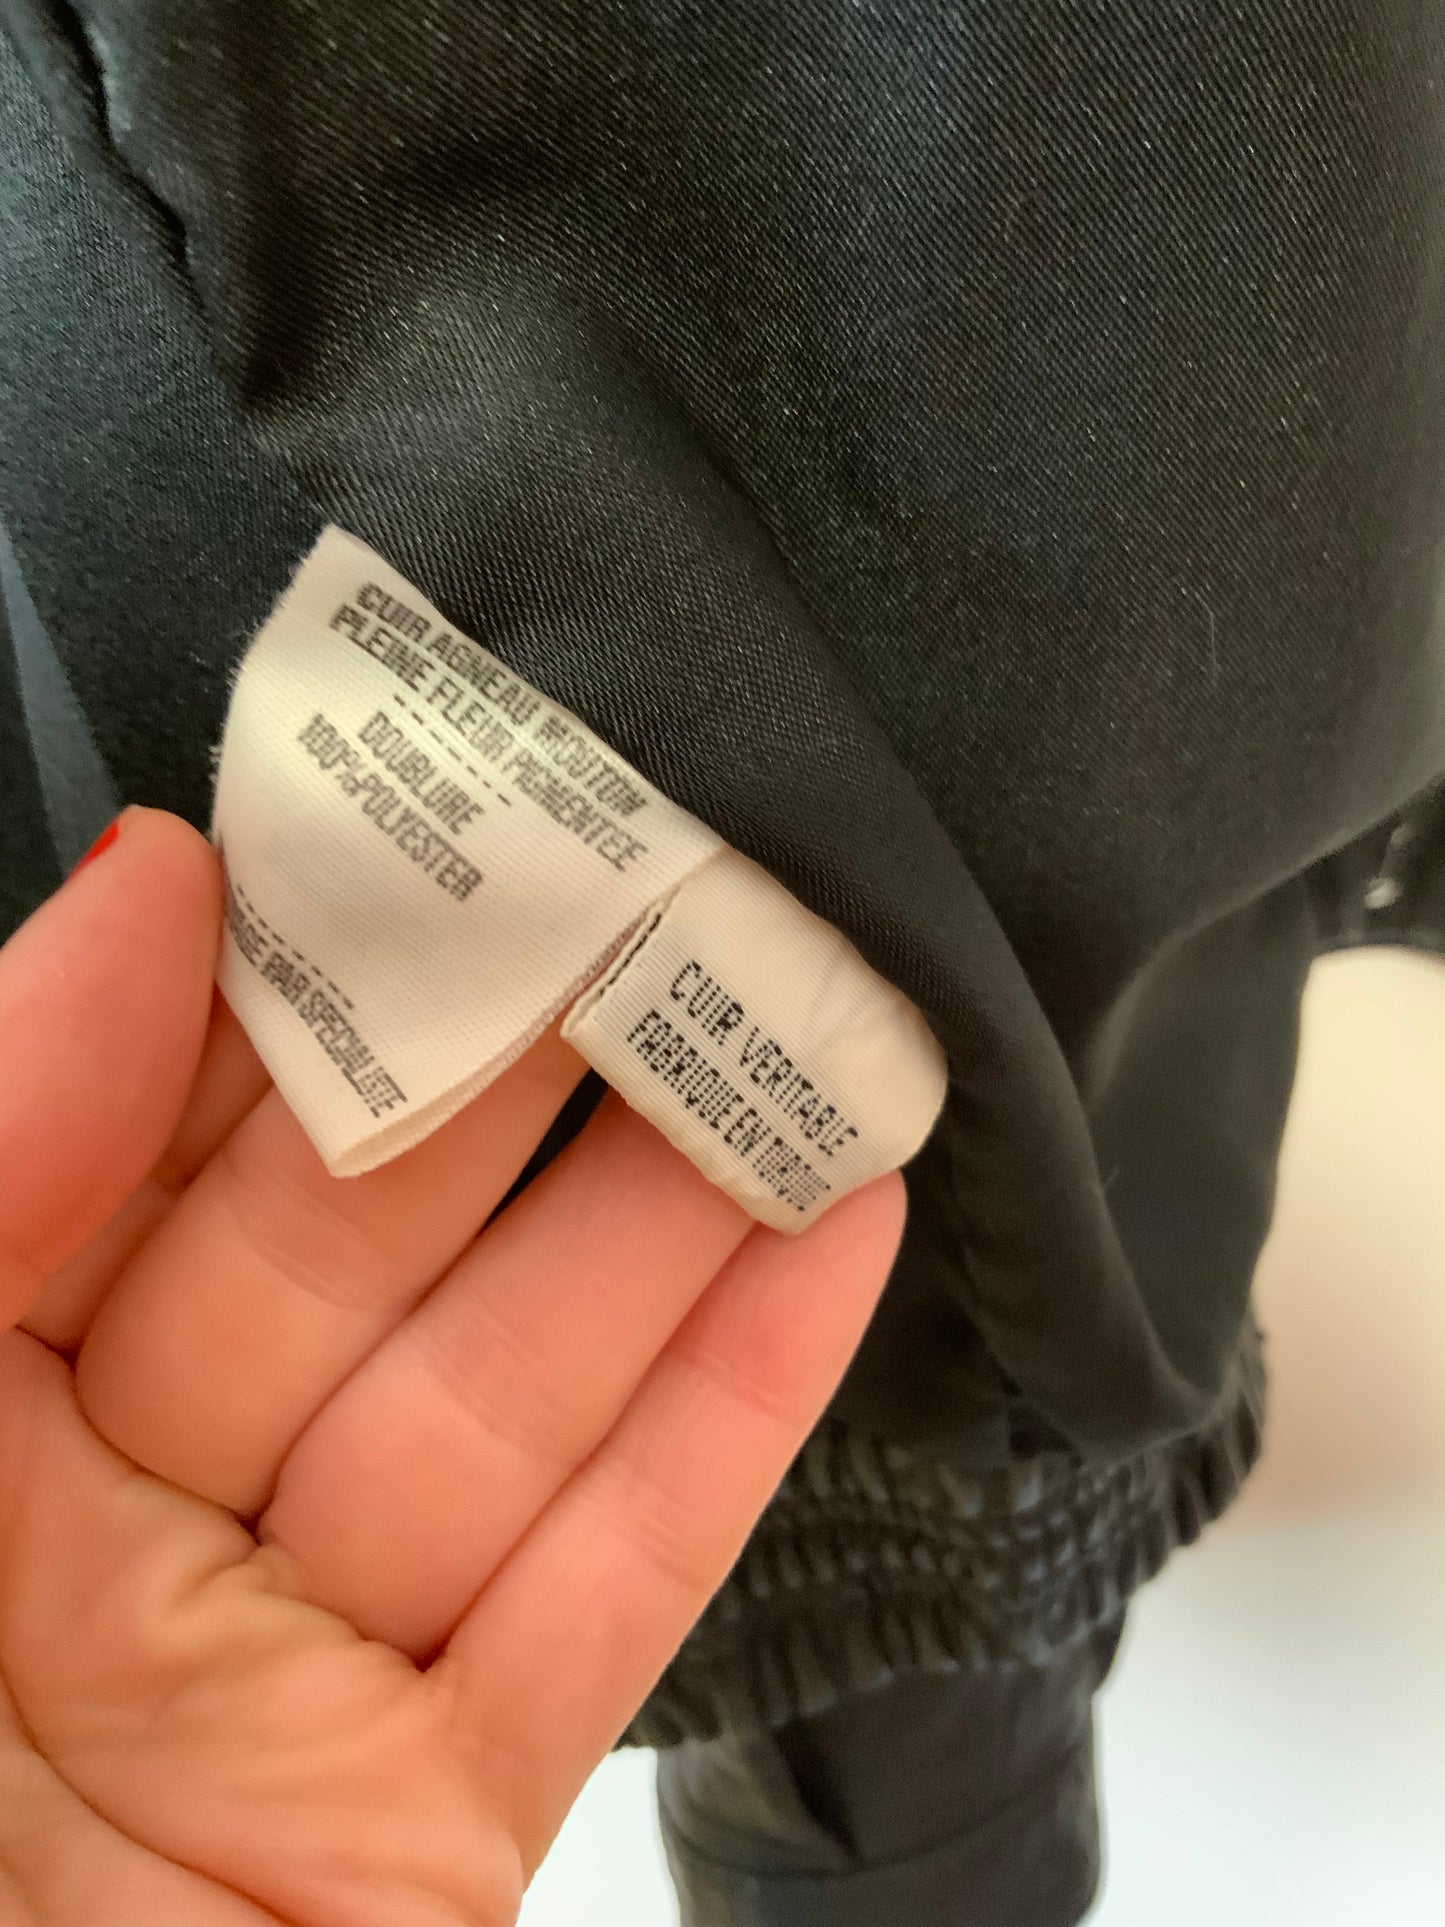 CUIR AGNEAU MOUTON
PLEINE FLEUR PIGMENTEE
------
DOUBLURE
100%POLYESTER
--------
PAR SPECIALISTE
CUIR VERITABLE
FABRIQUE EN